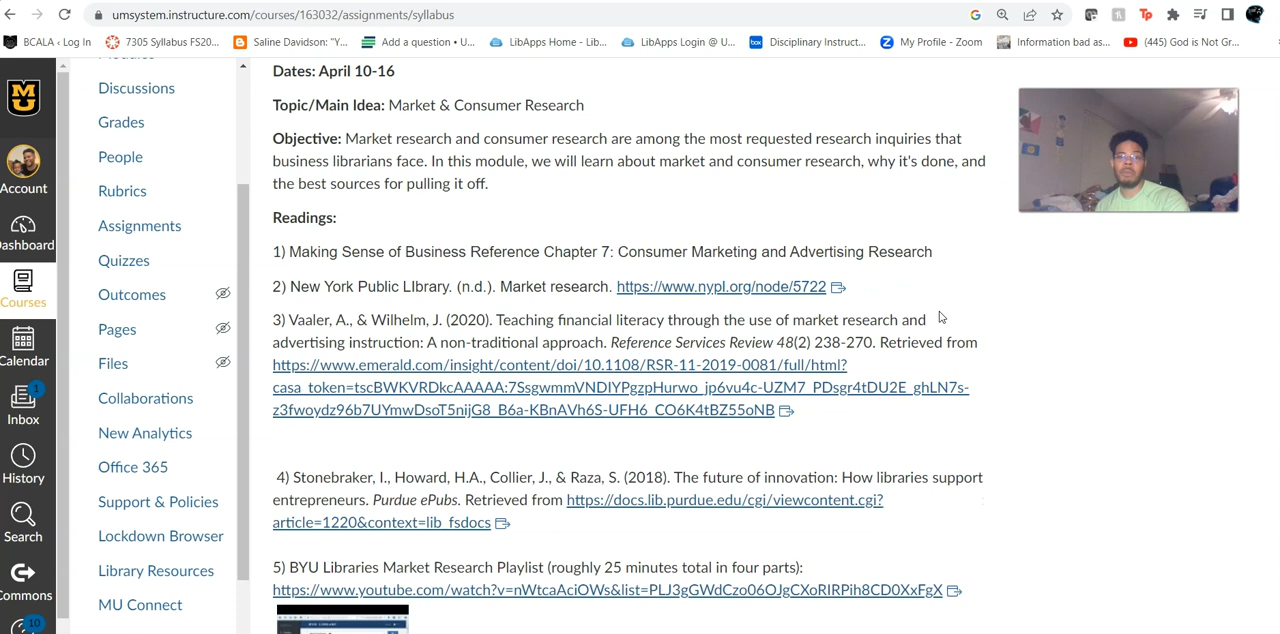 umsystem.instructure.com/courses/163032/assignments/syllabus
BCALA ‹ Log In
7305 Syllabus FS20...
Saline Davidson: "Y...
Add a question • U...
LibApps Home - Lib...
LibApps Login @ U...
box
Disciplinary Instruct...
My Profile - Zoom
Information bad as...
(445) God is Not Gr...
Account
Dashboard
Courses
Calendar
1
Inbox
History
Search
Commons
10
Discussions
Grades
People
Rubrics
Assignments
Quizzes
Outcomes
Pages
Files
Collaborations
New Analytics
Office 365
Support & Policies
Lockdown Browser
Library Resources
MU Connect
Dates: April 10-16
Topic/Main Idea: Market & Consumer Research
Objective: Market research and consumer research are among the most requested research inquiries that
business librarians face. In this module, we will learn about market and consumer research, why it's done, and
the best sources for pulling it off.
Readings:
1) Making Sense of Business Reference Chapter 7: Consumer Marketing and Advertising Research
2) New York Public LIbrary. (n.d.). Market research. https://www.nypl.org/node/5722
3) Vaaler, A., & Wilhelm, J. (2020). Teaching financial literacy through the use of market research and
advertising instruction: A non-traditional approach. Reference Services Review 48(2) 238-270. Retrieved from
https://www.emerald.com/insight/content/doi/10.1108/RSR-11-2019-0081/full/html?
casa_token=tscBWKVRDkcAAAAA:7SsgwmmVNDIYPgzpHurwo_jp6vu4c-UZM7_PDsgr4tDU2E_ghLN7s-
z3fwoydz96b7UYmwDsoT5nijG8_B6a-KBnAVh6S-UFH6_CO6K4tBZ55oNB
4) Stonebraker, I., Howard, H.A., Collier, J., & Raza, S. (2018). The future of innovation: How libraries support
entrepreneurs. Purdue ePubs. Retrieved from https://docs.lib.purdue.edu/cgi/viewcontent.cgi?
article=1220&context=lib_fsdocs
5) BYU Libraries Market Research Playlist (roughly 25 minutes total in four parts):
https://www.youtube.com/watch?v=nWtcaAciOWs&list=PLJ3gGWdCzo06OJgCXoRIRPih8CD0XxFgX